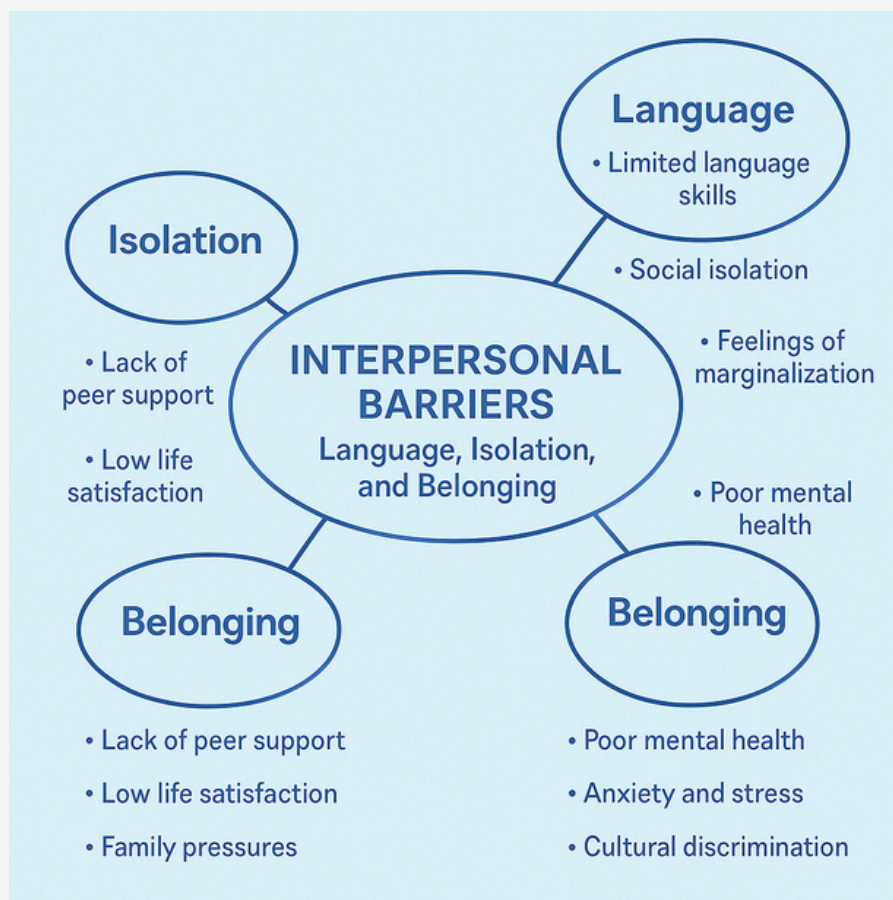 Language
• Limited language
skills
• Social isolation
• Feelings of
marginalization
• Poor mental
health
Isolation
• Lack of
peer support
• Low life
satisfaction
INTERPERSONAL
BARRIERS
Language, Isolation,
and Belonging
Belonging
• Lack of peer support
• Low life satisfaction
• Family pressures
Belonging
• Poor mental health
• Anxiety and stress
• Cultural discrimination